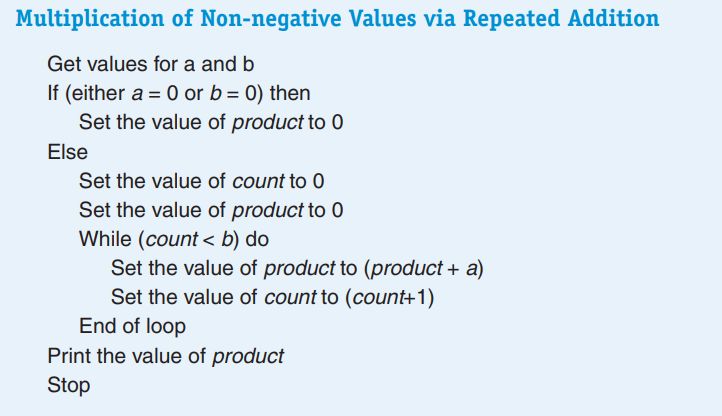 Multiplication of Non-negative Values via Repeated Addition
Get values for a and b
If (either a = 0 or b = 0) then
Set the value of product to 0
Else
Set the value of count to 0
Set the value of product to 0
While (count < b) do
Set the value of product to (product + a)
Set the value of count to (count+1)
End of loop
Print the value of product
Stop